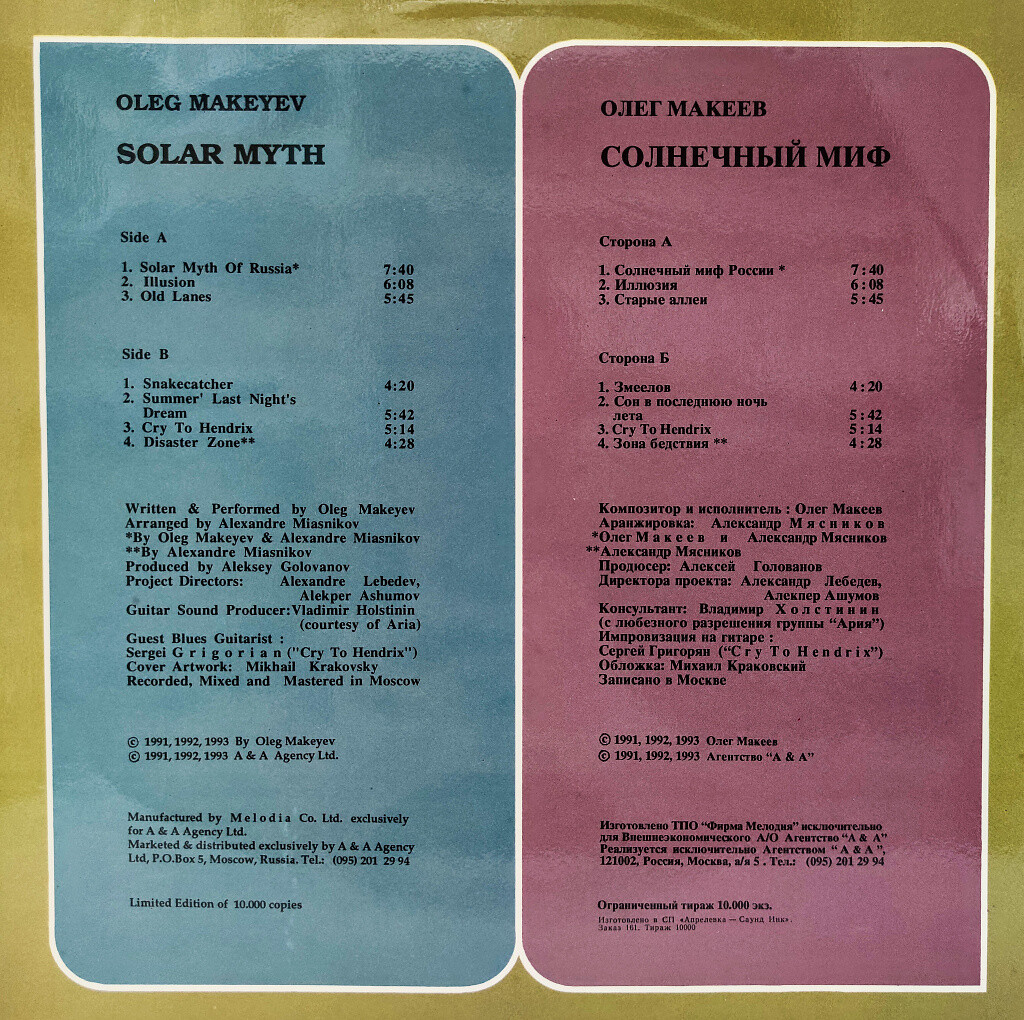 OLEG MAKEYEV
SOLAR MYTH
Side A
1. Solar Myth Of Russia* 7:40
2. Illusion 6:08
3. Old Lanes 5:45
Side B
1. Snakecatcher 4:20
2. Summer' Last Night's
Dream 5:42
3. Cry To Hendrix 5:14
4. Disaster Zone** 4:28
Written & Performed by Oleg Makeyev
Arranged by Alexandre Miasnikov
*By Oleg Makeyev & Alexandre Miasnikov
**By Alexandre Miasnikov
Produced by Aleksey Golovanov
Project Directors: Alexandre Lebedev,
Alekper Ashumov
Guitar Sound Producer:Vladimir Holstinin
(courtesy of Aria)
Guest Blues Guitarist :
Sergei G r i g o r i a n ("Cry To Hendrix")
Cover Artwork: Mikhail Krakovsky
Recorded, Mixed and Mastered in Moscow
© 1991, 1992, 1993 By Oleg Makeyev
© 1991, 1992, 1993 A & A Agency Ltd.
Manufactured by M e l o d i a Co. Ltd. exclusively
for A & A Agency Ltd.
Marketed & distributed exclusively by A & A Agency
Ltd, P.O.Box 5, Moscow, Russia. Tel.: (095) 201 29 94
Limited Edition of 10.000 copies
ОЛЕГ МАКЕЕВ
СОЛНЕЧНЫЙ МИФ
Сторона А
1. Солнечный миф России * 7:40
2. Иллюзия 6:08
3. Старые аллеи 5:45
Сторона Б
1. Змеелов 4:20
2. Сон в последнюю ночь
лета 5:42
3. Cry To Hendrix 5:14
4. Зона бедствия ** 4:28
Композитор и исполнитель : Олег Макеев
Аранжировка: Александр М я с н и к о в
*Олег М а к е е в и Александр Мясников
**Александр Мясников
Продюсер: Алексей Голованов
Директора проекта: Александр Лебедев,
Алекпер Ашумов
Консультант: Владимир Х о л с т и н и н
(с любезного разрешения группы “Ария”)
Импровизация на гитаре :
Сергей Григорян (“C r y T o H e n d r i x”)
Обложка: Михаил Краковский
Записано в Москве
© 1991, 1992, 1993 Олег Макеев
© 1991, 1992, 1993 Агентство “А & А”
Изготовлено ТПО “Фирма Мелодия” исключительно
для Внешнеэкономического А/О Агентство “А & А”
Реализуется исключительно Агентством “ А & А ”,
121002, Россия, Москва, а/я 5 . Тел.: (095) 201 29 94
Ограниченный тираж 10.000 экз.
Изготовлено в СП «Апрелевка — Саунд Инк».
Заказ 161. Тираж 10000